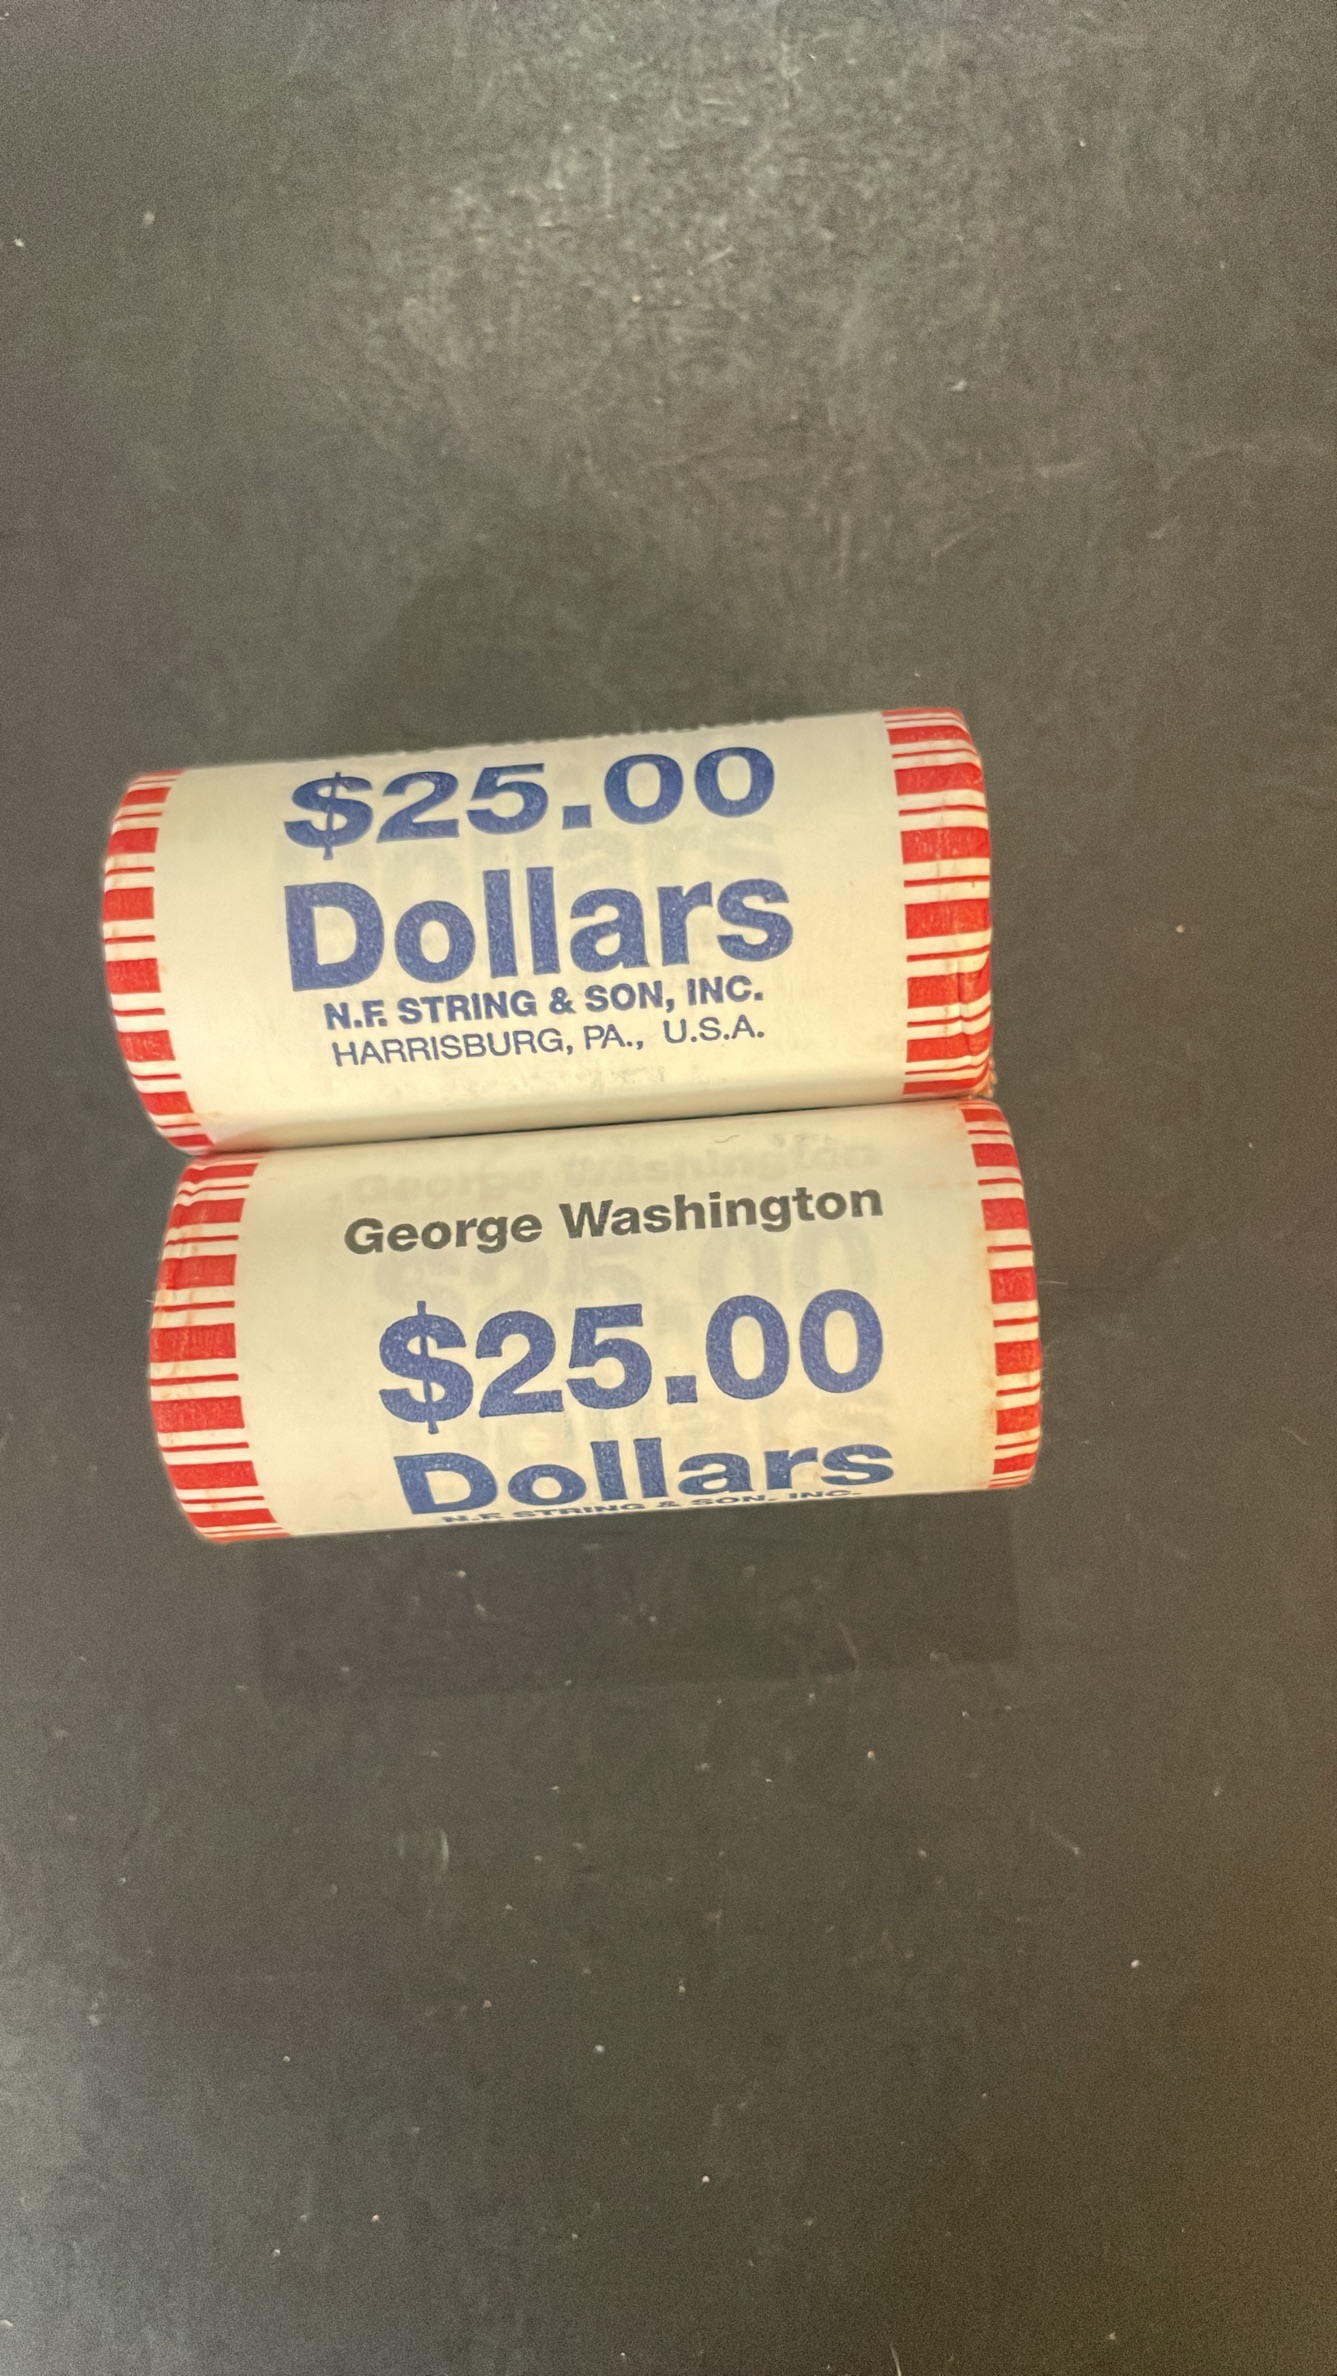 $25.00
Dollars
N.F. STRING & SON, INC.
HARRISBURG, PA., U.S.A.
George Washington
$25.00
Dollars
N.F. STRING & SON, INC.